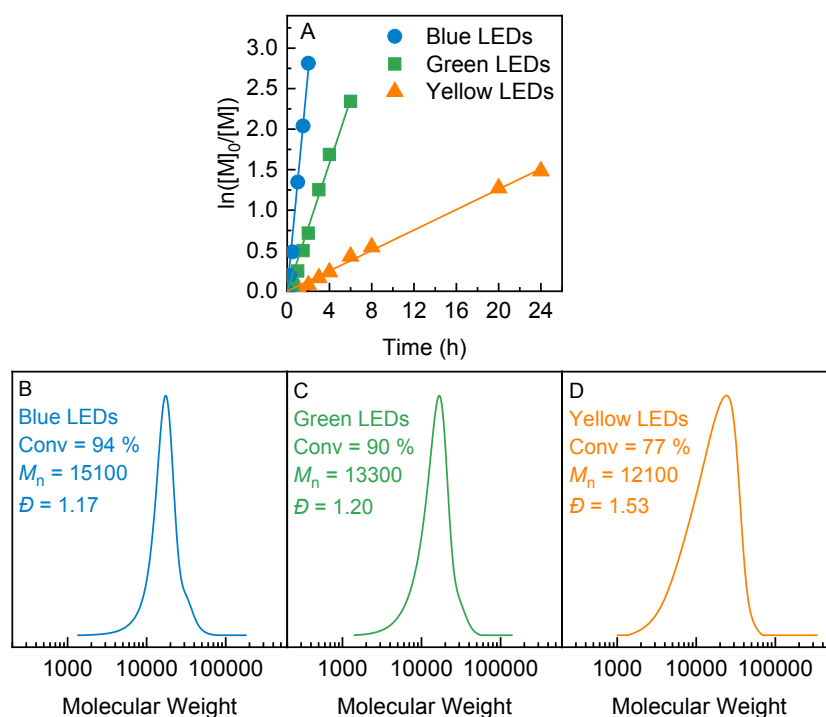 A
Blue LEDs
Green LEDs
Yellow LEDs
ln([M]₀/[M])
3.0
2.5
2.0
1.5
1.0
0.5
0.0
0 4 8 12 16 20 24
Time (h)
B
Blue LEDs
Conv = 94 %
Mₙ = 15100
Đ = 1.17
C
Green LEDs
Conv = 90 %
Mₙ = 13300
Đ = 1.20
D
Yellow LEDs
Conv = 77 %
Mₙ = 12100
Đ = 1.53
1000 10000 100000 1000 10000 100000 1000 10000 100000
Molecular Weight Molecular Weight Molecular Weight